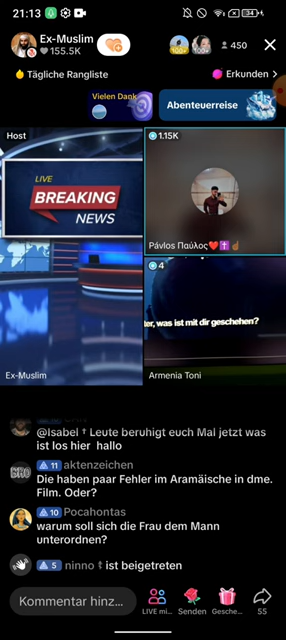 21:13
34
Ex-Muslim
155.5K
100+
100+
450
Tägliche Rangliste
Erkunden >
Vielen Dank
Abenteuerreise
Host
1.15K
LIVE
BREAKING
NEWS
Pávlos Παύλος
4
ter, was ist mit dir geschehen?
Ex-Muslim
Armenia Toni
@Isabel † Leute beruhigt euch Mal jetzt was
ist los hier hallo
11 aktenzeichen
Die haben paar Fehler im Aramäische in dme.
Film. Oder?
10 Pocahontas
warum soll sich die Frau dem Mann
unterordnen?
5 ninno ist beigetreten
Kommentar hinz...
LIVE mi...
Senden
Gesche...
55